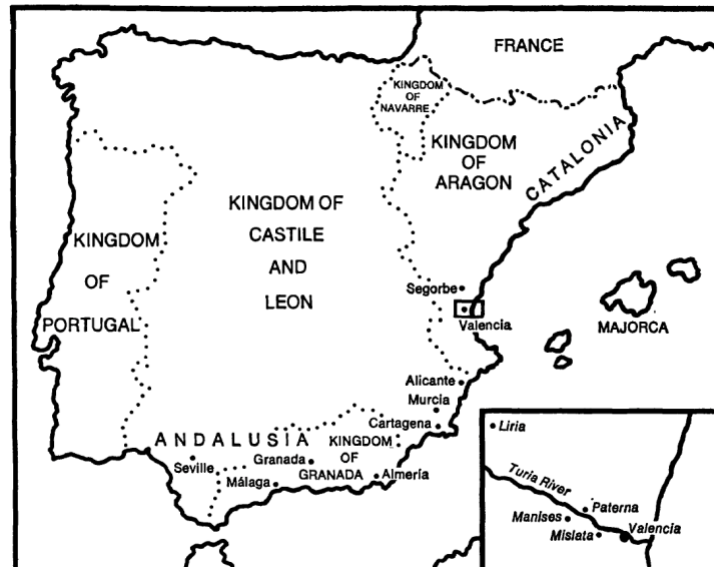 FRANCE
KINGDOM
OF
NAVARRE
KINGDOM
OF
ARAGON
CATALONIA
KINGDOM OF
CASTILE
AND
LEON
KINGDOM
OF
PORTUGAL
Segorbe
Valencia
MAJORCA
Alicante
Murcia
Cartagena
ANDALUSIA
KINGDOM
OF
GRANADA
Seville
Granada
Málaga
Almería
Liria
Turia River
Paterna
Manises
Valencia
Mislata